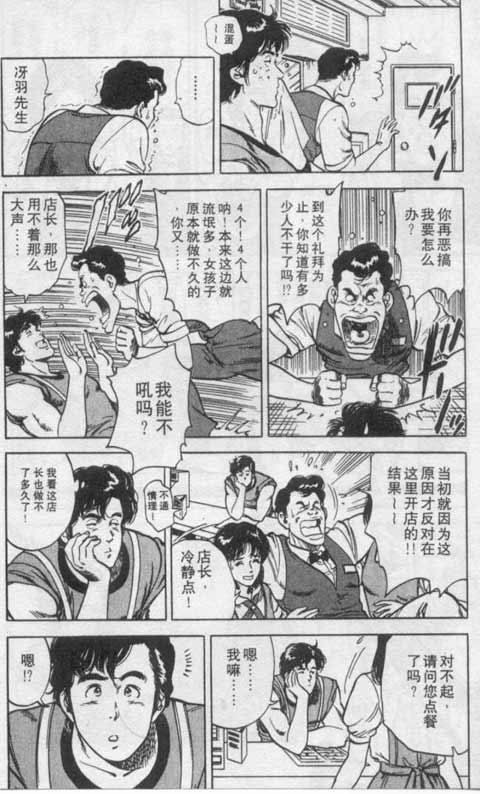 混蛋
～～
……
冴羽先生
你再恶搞
我要怎么
办？
到这个礼拜为
止，你知道有多
少人不干了吗!?
4个！4个人
呐！本来这边就
流氓多，女孩子
原本就做不久的
，你又……
店长，那也
用不着那么
大声……
我能不
吼吗？
当初就因为这
原因才反对在
这里开店的!!
结果～～
店长，
冷静点！
不通
情理～
我看这店
长也做不
了多久了！
对不起，
请问您点餐
了吗？
嗯……
我嘛……
嗯!?